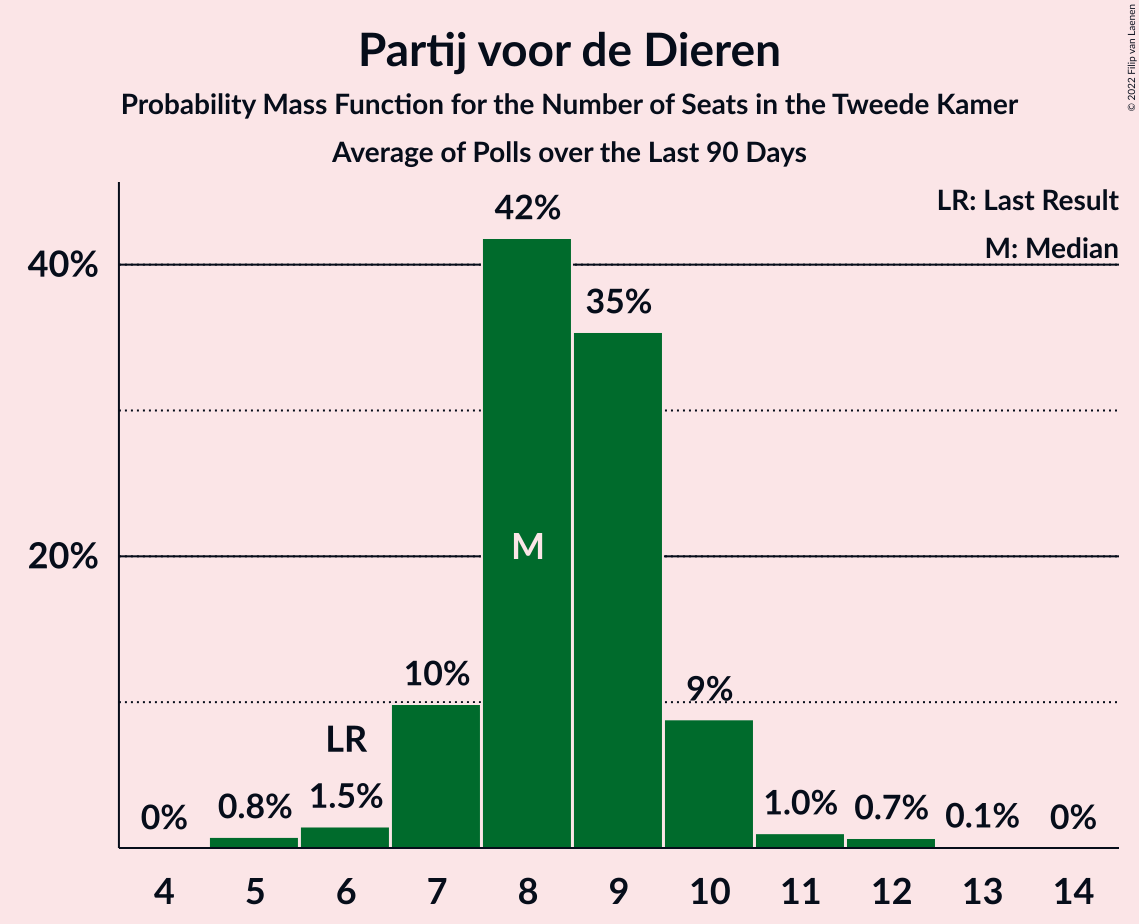 Partij voor de Dieren
Probability Mass Function for the Number of Seats in the Tweede Kamer
Average of Polls over the Last 90 Days
© 2022 Filip van Laenen
LR: Last Result
M: Median
40%
20%
0%
0.8%
LR
1.5%
10%
42%
M
35%
9%
1.0%
0.7%
0.1%
0%
4 5 6 7 8 9 10 11 12 13 14